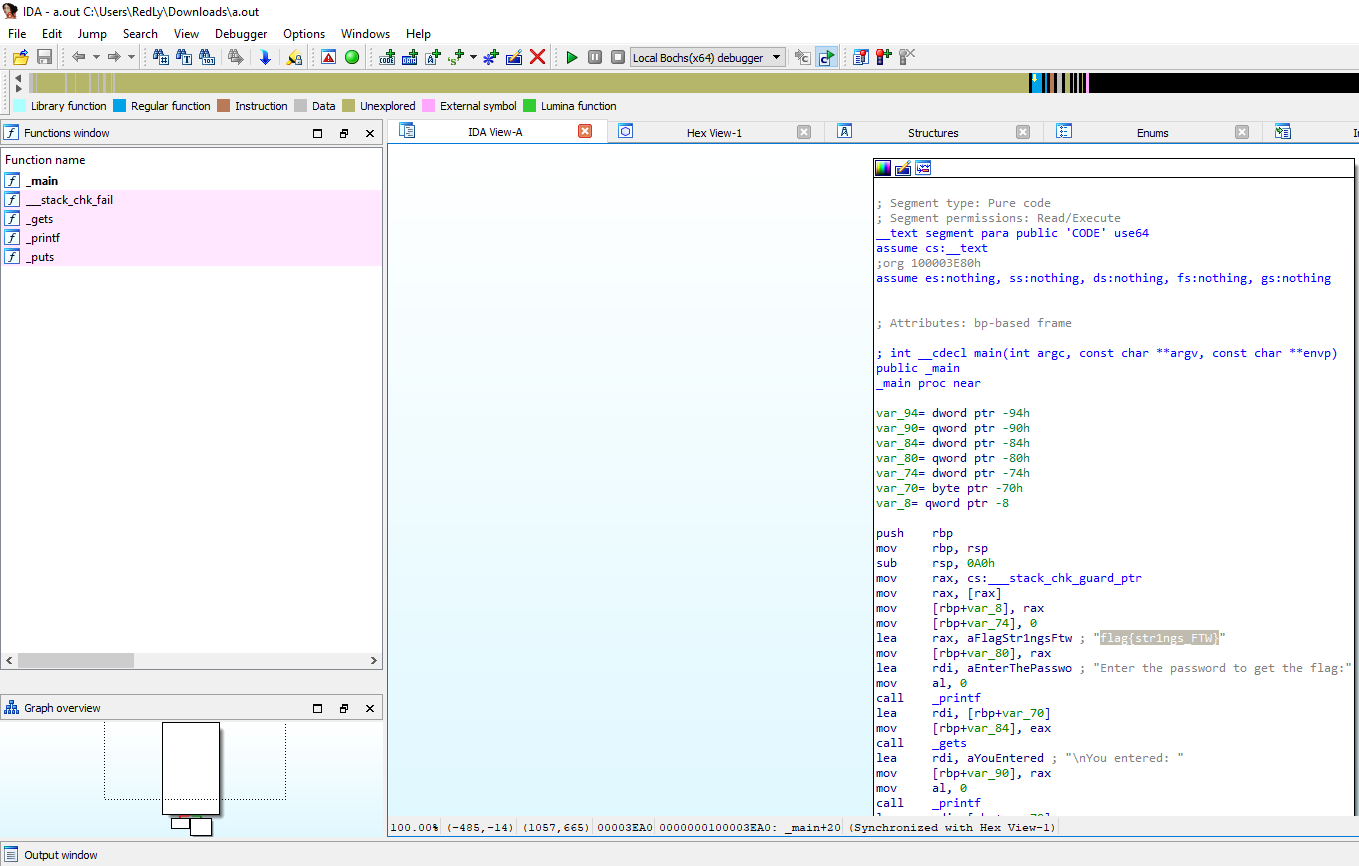 IDA - a.out C:\Users\RedLy\Downloads\a.out
File Edit Jump Search View Debugger Options Windows Help
Local Bochs(x64) debugger
Library function Regular function Instruction Data Unexplored External symbol Lumina function
Functions window
IDA View-A Hex View-1 Structures Enums
Function name
_main
___stack_chk_fail
_gets
_printf
_puts
Graph overview
; Segment type: Pure code
; Segment permissions: Read/Execute
__text segment para public 'CODE' use64
assume cs:__text
;org 100003E80h
assume es:nothing, ss:nothing, ds:nothing, fs:nothing, gs:nothing
; Attributes: bp-based frame
; int __cdecl main(int argc, const char **argv, const char **envp)
public _main
_main proc near
var_94= dword ptr -94h
var_90= qword ptr -90h
var_84= dword ptr -84h
var_80= qword ptr -80h
var_74= dword ptr -74h
var_70= byte ptr -70h
var_8= qword ptr -8
push rbp
mov rbp, rsp
sub rsp, 0A0h
mov rax, cs:___stack_chk_guard_ptr
mov rax, [rax]
mov [rbp+var_8], rax
mov [rbp+var_74], 0
lea rax, aFlagStr1ngsFtw ; "flag{str1ngs_FTW}"
mov [rbp+var_80], rax
lea rdi, aEnterThePasswo ; "Enter the password to get the flag:"
mov al, 0
call _printf
lea rdi, [rbp+var_70]
mov [rbp+var_84], eax
call _gets
lea rdi, aYouEntered ; "\nYou entered: "
mov [rbp+var_90], rax
mov al, 0
call _printf
100.00% (-485,-14) (1057,665) 00003EA0 0000000100003EA0: _main+20 (Synchronized with Hex View-1)
Output window